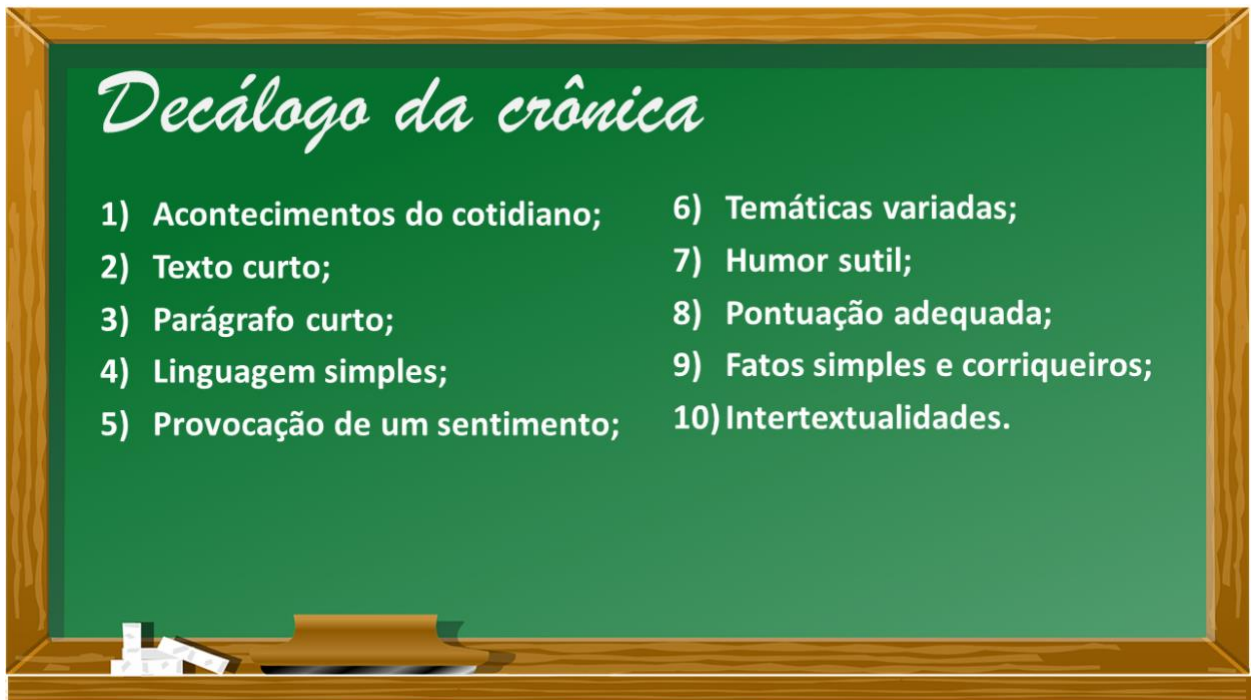 Decálogo da crônica
1) Acontecimentos do cotidiano;
2) Texto curto;
3) Parágrafo curto;
4) Linguagem simples;
5) Provocação de um sentimento;
6) Temáticas variadas;
7) Humor sutil;
8) Pontuação adequada;
9) Fatos simples e corriqueiros;
10) Intertextualidades.